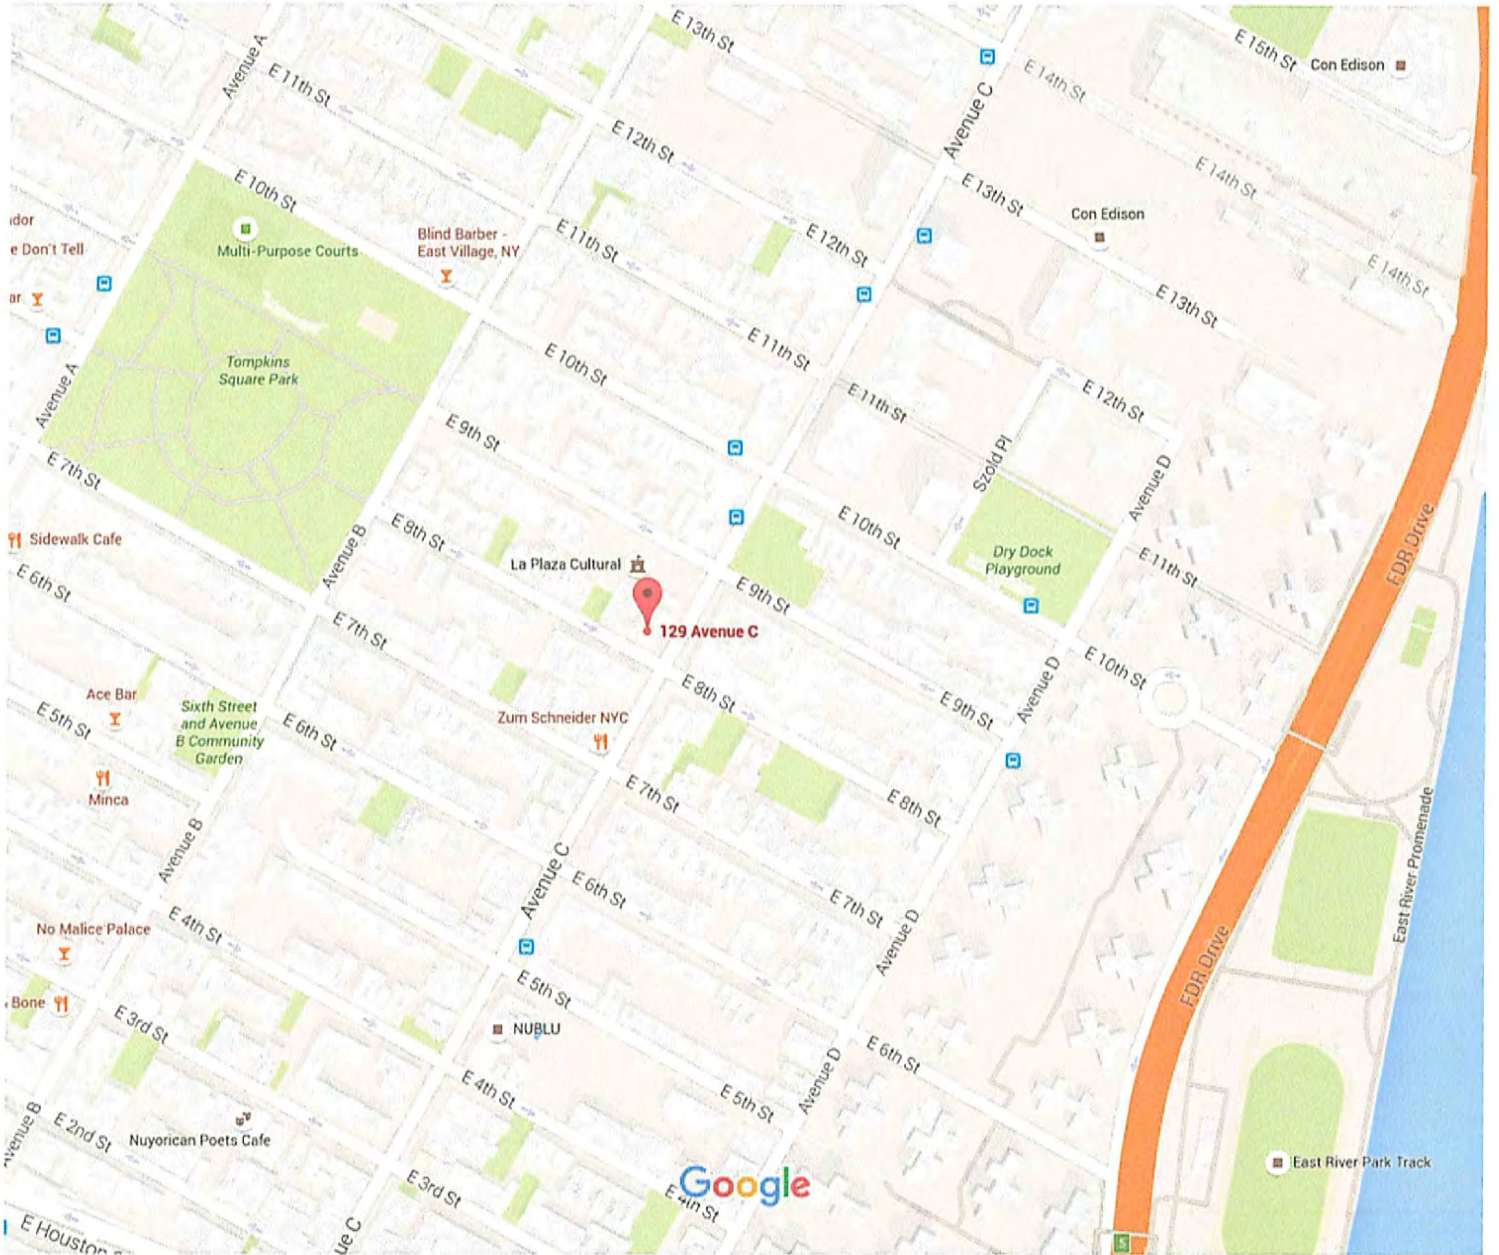 E 13th St
E 15th St
Con Edison
Avenue A
E 11th St
E 14th St
Avenue C
E 12th St
E 14th St
E 10th St
E 13th St
Con Edison
dor
e Don't Tell
Multi-Purpose Courts
Blind Barber -
East Village, NY
E 11th St
E 12th St
E 14th St
ar
E 13th St
E 11th St
Tompkins
Square Park
E 10th St
Avenue A
E 11th St
E 12th St
E 9th St
Szold Pl
E 7th St
Avenue D
Sidewalk Cafe
E 8th St
Avenue B
E 10th St
FDR Drive
La Plaza Cultural
Dry Dock
Playground
E 11th St
E 6th St
E 9th St
129 Avenue C
E 7th St
E 10th St
Ace Bar
E 8th St
Avenue D
E 9th St
E 5th St
Sixth Street
and Avenue
B Community
Garden
E 6th St
Zum Schneider NYC
Minca
E 7th St
E 8th St
East River Promenade
Avenue B
Avenue C
E 6th St
E 7th St
No Malice Palace
E 4th St
Avenue D
FDR Drive
Bone
E 5th St
E 3rd St
NUBLU
E 6th St
Avenue D
E 4th St
E 5th St
Avenue B
E 2nd St
Nuyorican Poets Cafe
East River Park Track
E 3rd St
Google
E 4th St
E Houston
ue C
5